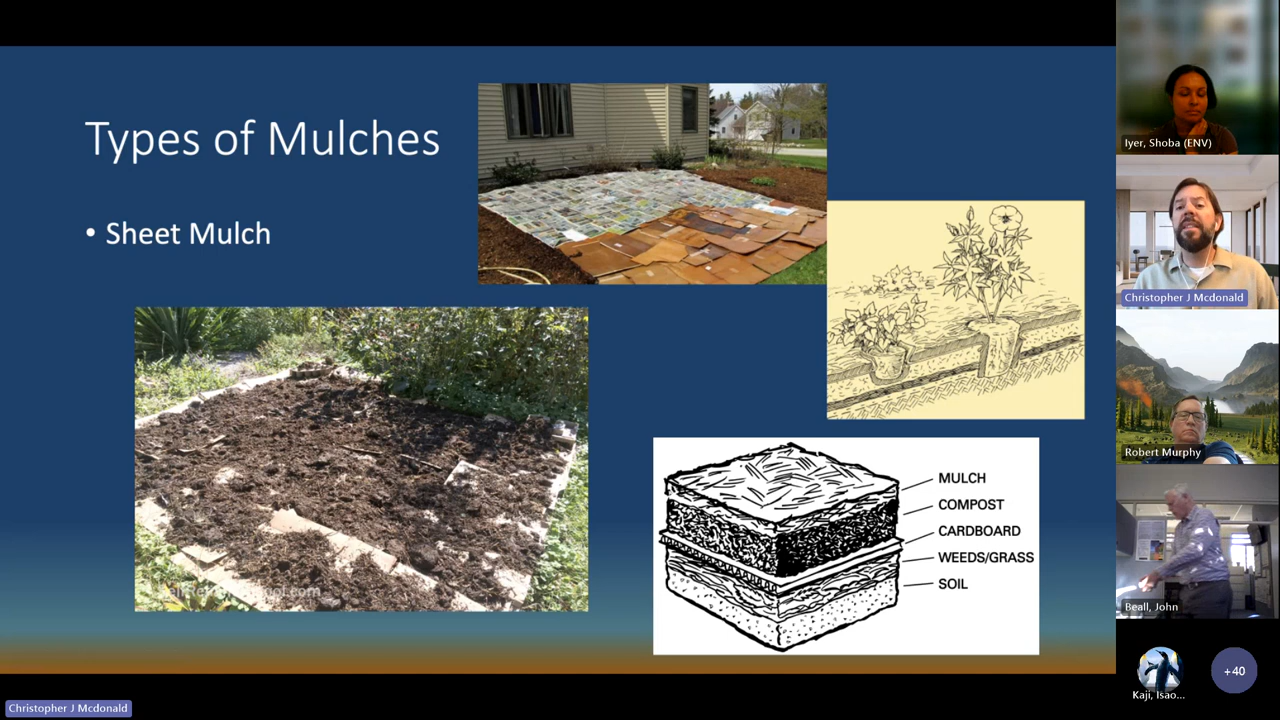 Types of Mulches
• Sheet Mulch
MULCH
COMPOST
CARDBOARD
WEEDS/GRASS
SOIL
Iyer, Shoba (ENV)
Christopher J Mcdonald
Robert Murphy
Beall, John
Kaji, Isao...
+40
Christopher J Mcdonald